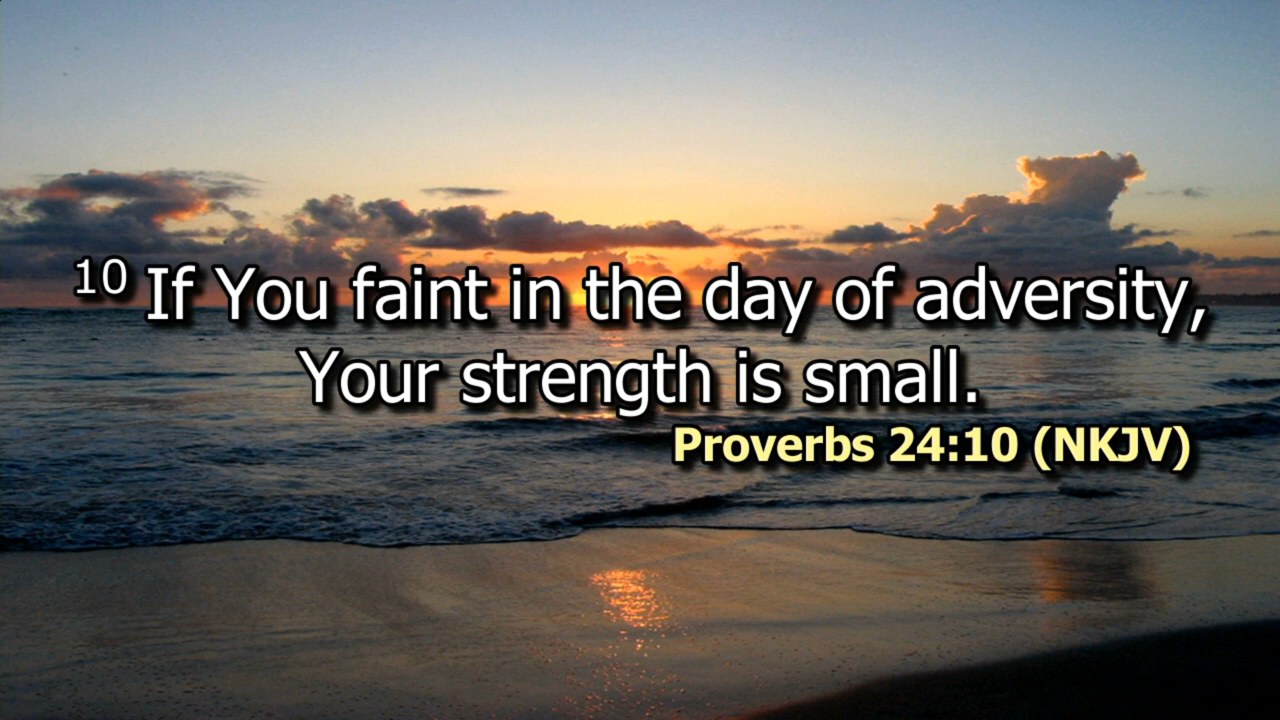 10 If You faint in the day of adversity,
Your strength is small.
Proverbs 24:10 (NKJV)